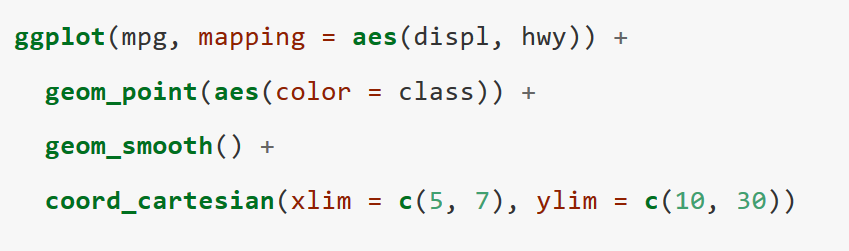 ggplot(mpg, mapping = aes(displ, hwy)) +
  geom_point(aes(color = class)) +
  geom_smooth() +
  coord_cartesian(xlim = c(5, 7), ylim = c(10, 30))